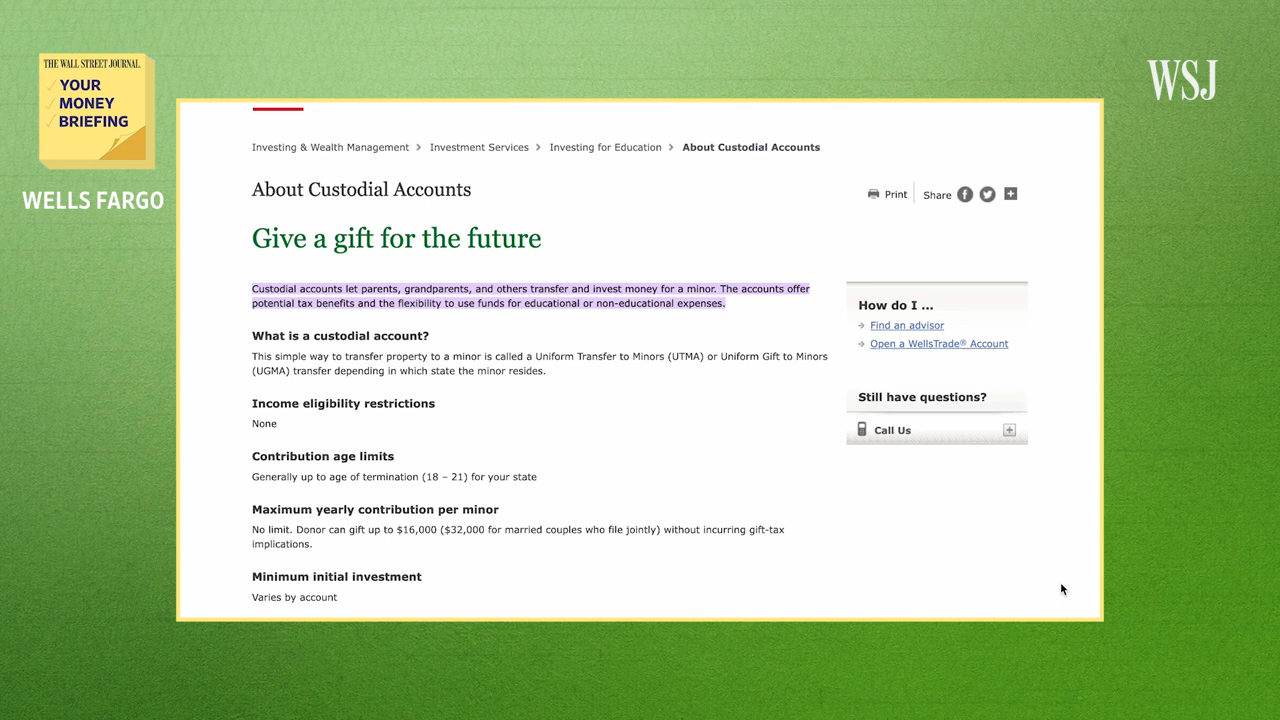 THE WALL STREET JOURNAL.
YOUR
MONEY
BRIEFING
WELLS FARGO
WSJ
Investing & Wealth Management > Investment Services > Investing for Education > About Custodial Accounts
About Custodial Accounts
Print Share
Give a gift for the future
Custodial accounts let parents, grandparents, and others transfer and invest money for a minor. The accounts offer
potential tax benefits and the flexibility to use funds for educational or non-educational expenses.
What is a custodial account?
This simple way to transfer property to a minor is called a Uniform Transfer to Minors (UTMA) or Uniform Gift to Minors
(UGMA) transfer depending in which state the minor resides.
Income eligibility restrictions
None
Contribution age limits
Generally up to age of termination (18 – 21) for your state
Maximum yearly contribution per minor
No limit. Donor can gift up to $16,000 ($32,000 for married couples who file jointly) without incurring gift-tax
implications.
Minimum initial investment
Varies by account
How do I ...
Find an advisor
Open a WellsTrade® Account
Still have questions?
Call Us